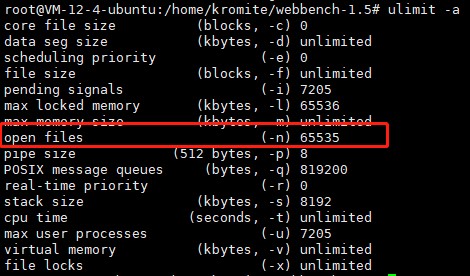 root@VM-12-4-ubuntu:/home/kromite/webbench-1.5# ulimit -a
core file size (blocks, -c) 0
data seg size (kbytes, -d) unlimited
scheduling priority (-e) 0
file size (blocks, -f) unlimited
pending signals (-i) 7205
max locked memory (kbytes, -l) 65536
max memory size (kbytes, -m) unlimited
open files (-n) 65535
pipe size (512 bytes, -p) 8
POSIX message queues (bytes, -q) 819200
real-time priority (-r) 0
stack size (kbytes, -s) 8192
cpu time (seconds, -t) unlimited
max user processes (-u) 7205
virtual memory (kbytes, -v) unlimited
file locks (-x) unlimited